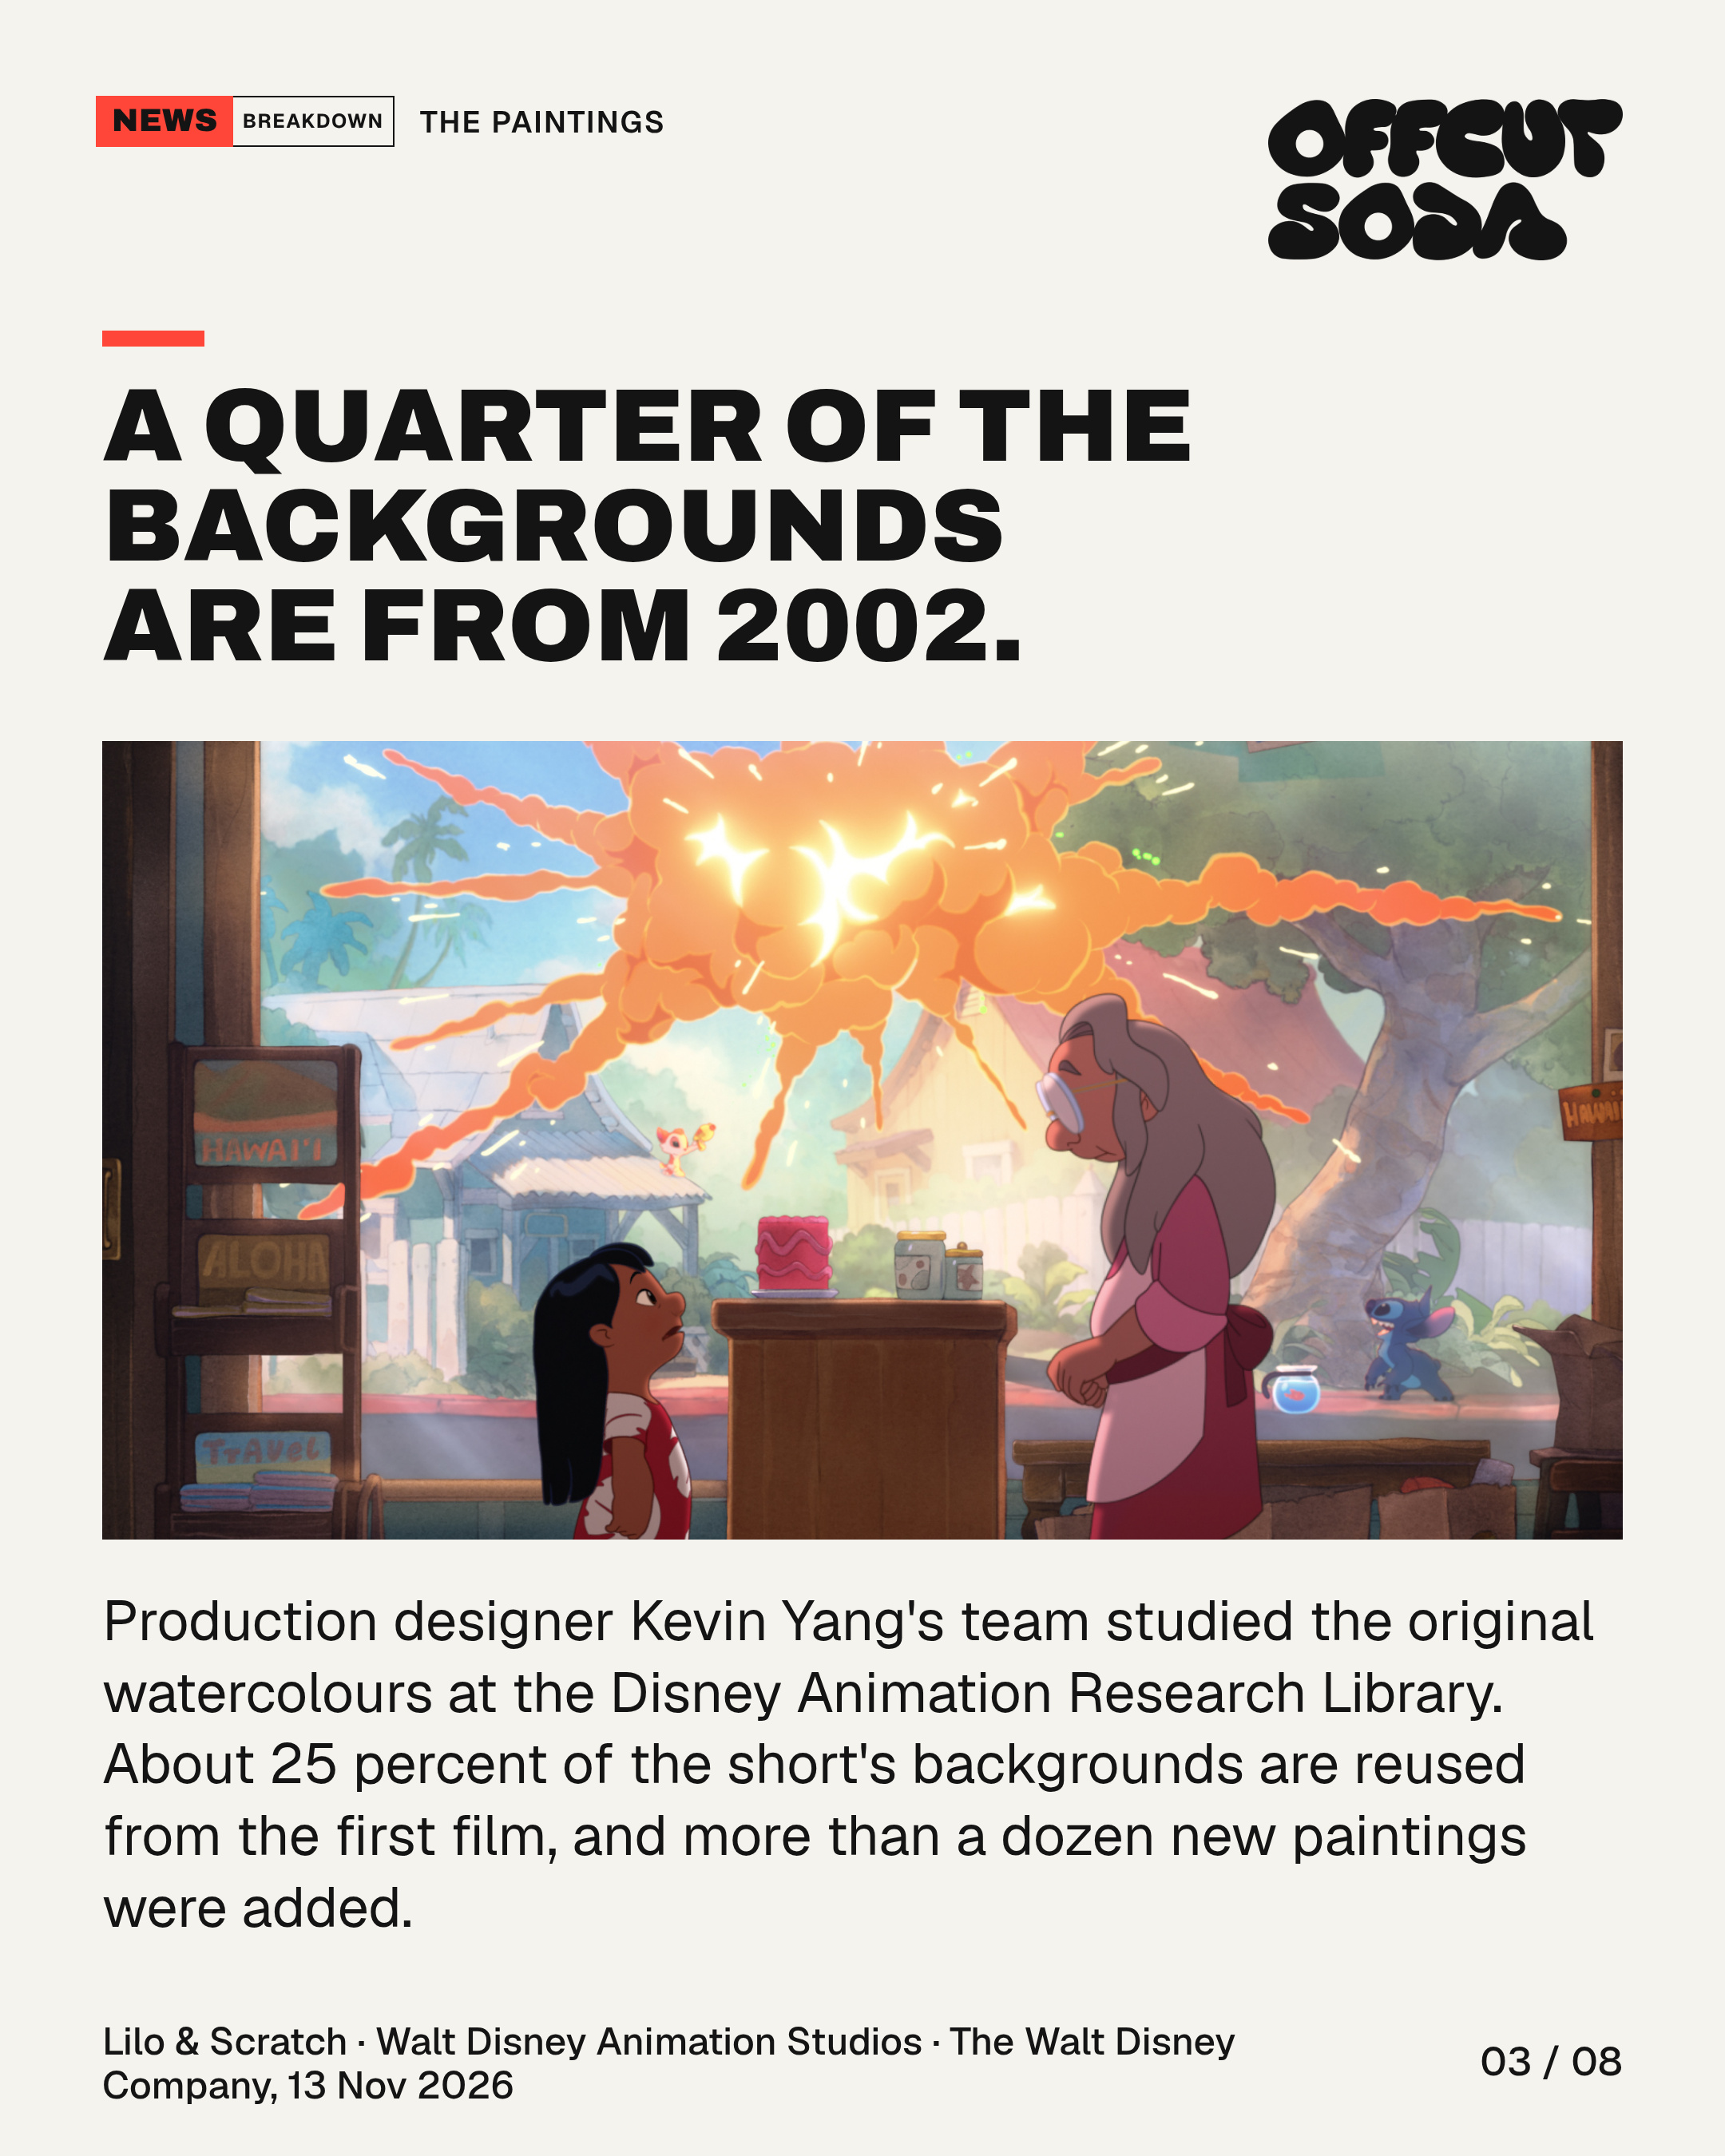 NEWS BREAKDOWN THE PAINTINGS
OFFCUT
SODA
A QUARTER OF THE
BACKGROUNDS
ARE FROM 2002.
HAWAI'I
ALOHA
TrAVel
HAWAI
Production designer Kevin Yang's team studied the original
watercolours at the Disney Animation Research Library.
About 25 percent of the short's backgrounds are reused
from the first film, and more than a dozen new paintings
were added.
Lilo & Scratch · Walt Disney Animation Studios · The Walt Disney
Company, 13 Nov 2026
03 / 08